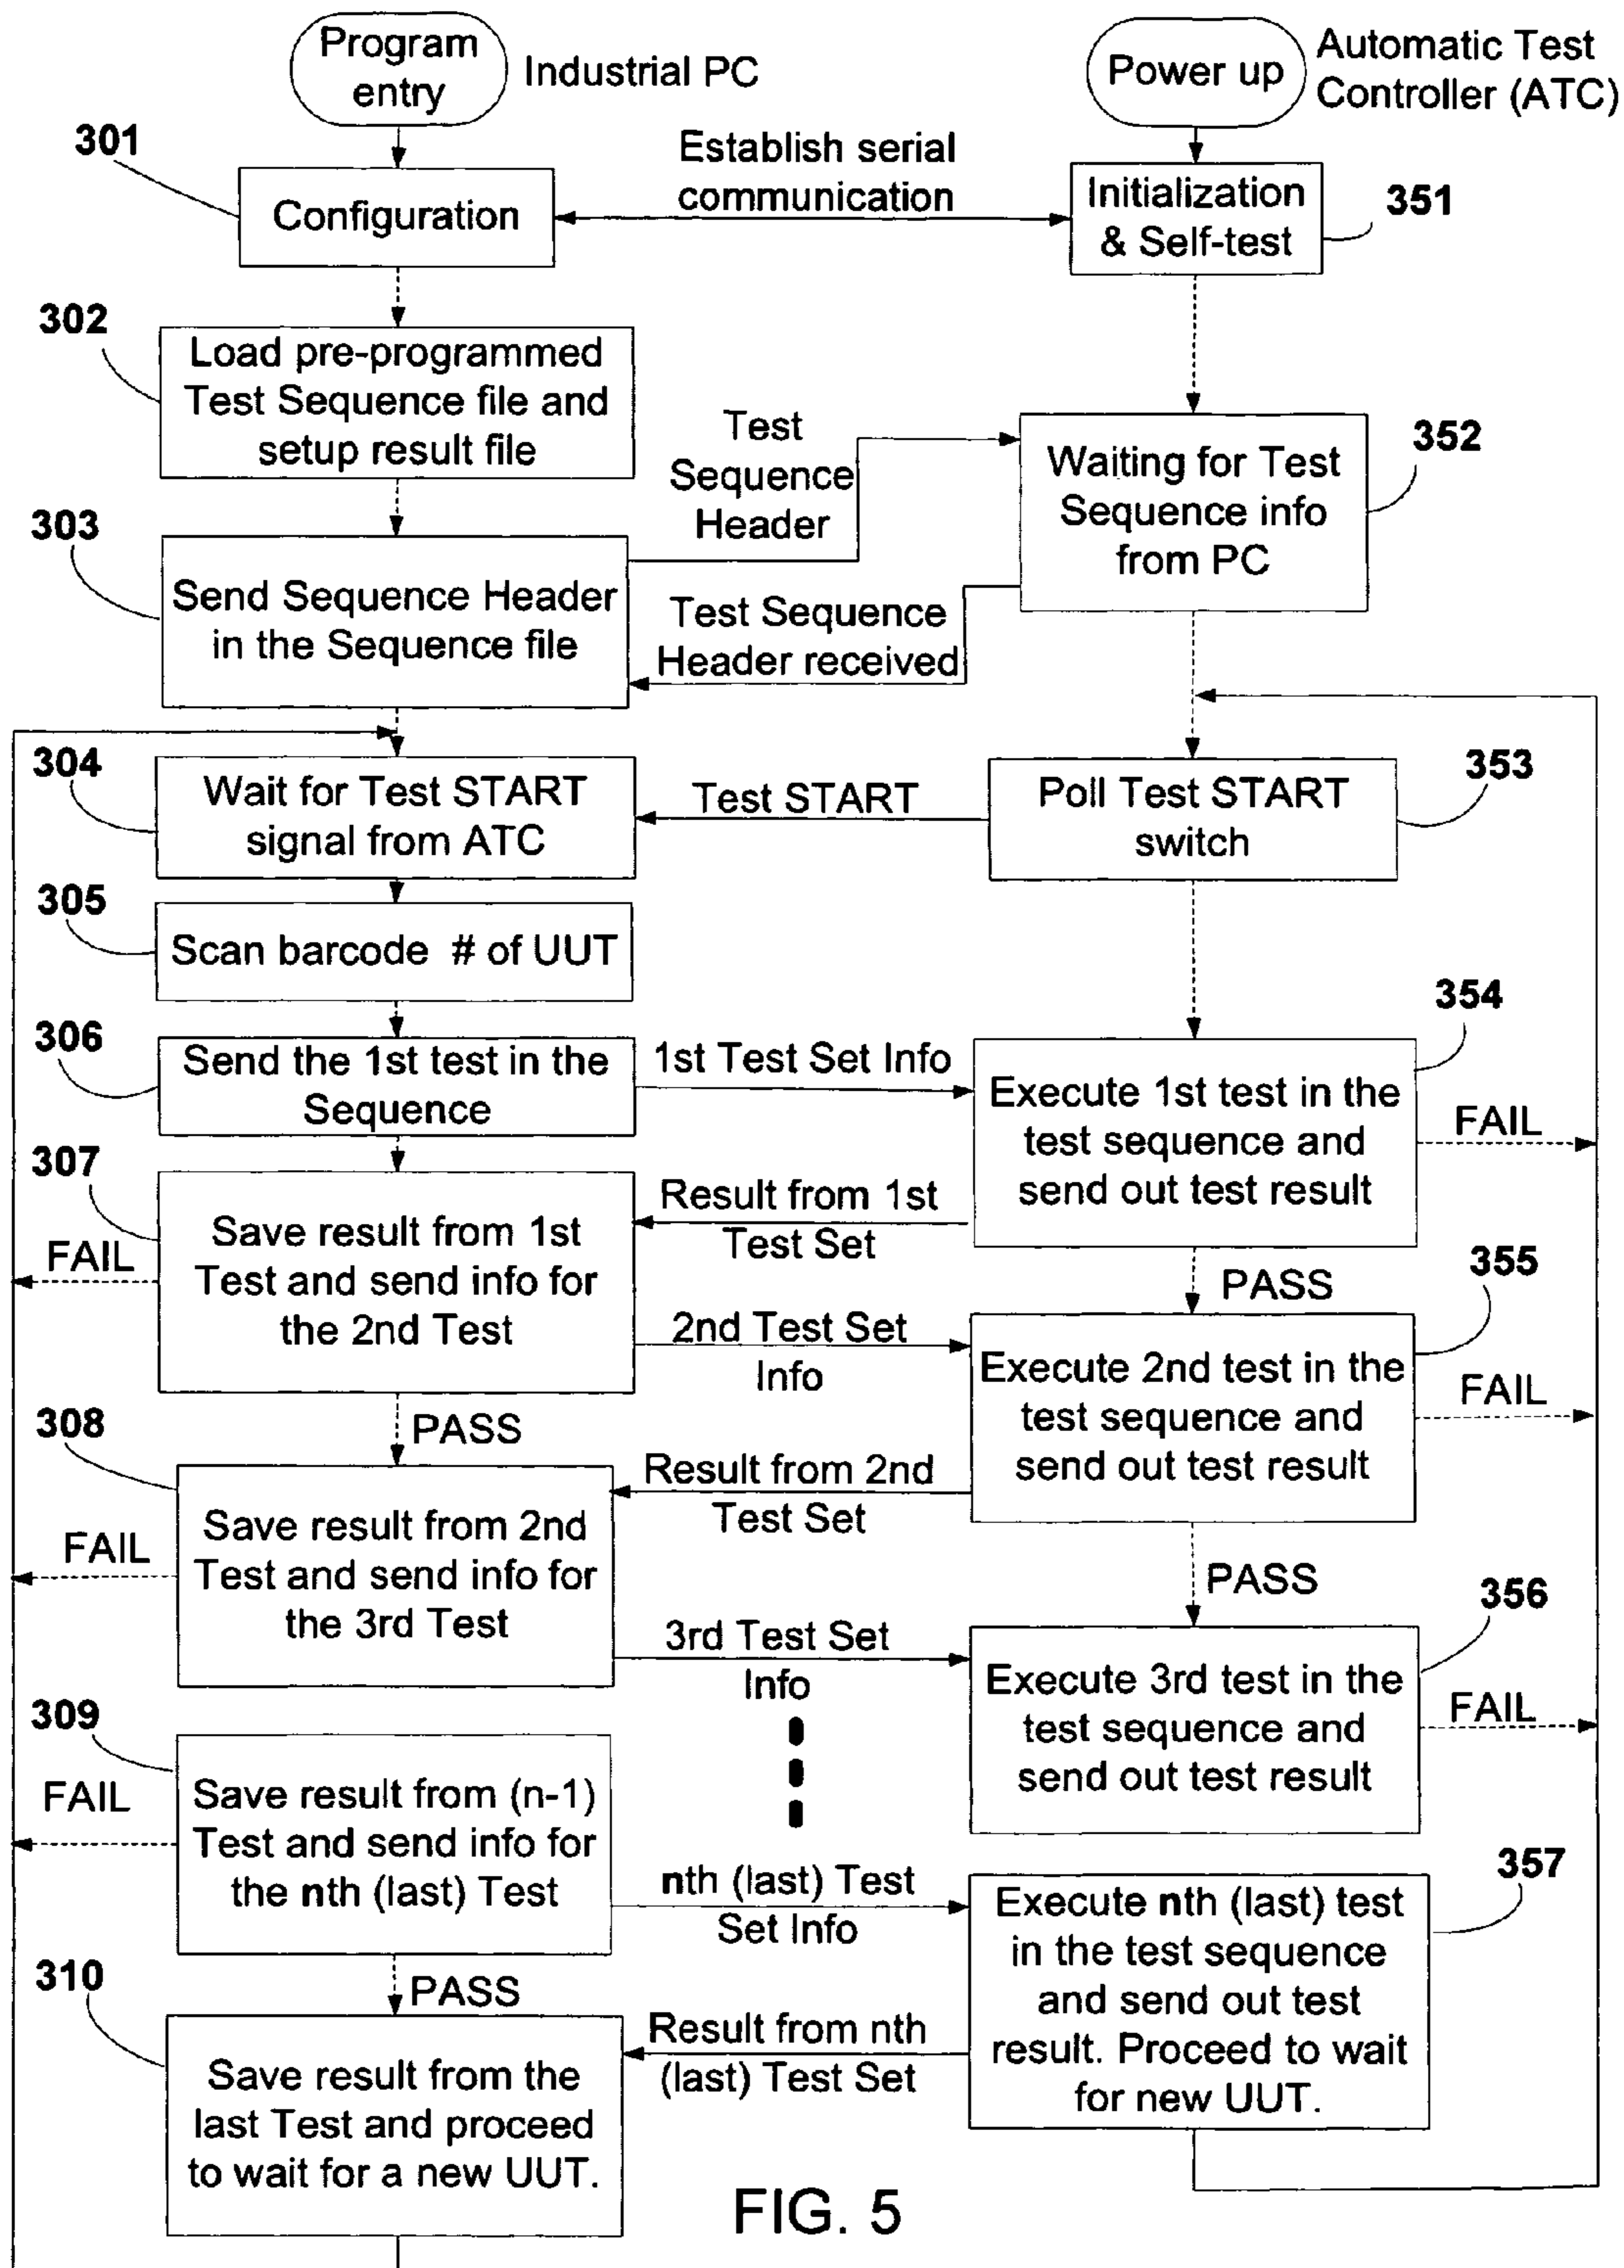 Program
entry
Industrial PC
Power up
Automatic Test
Controller (ATC)
301
Configuration
Establish serial
communication
Initialization
& Self-test
351
302
Load pre-programmed
Test Sequence file and
setup result file
Test
Sequence
Header
Waiting for Test
Sequence info
from PC
352
303
Send Sequence Header
in the Sequence file
Test Sequence
Header received
304
Wait for Test START
signal from ATC
Test START
Poll Test START
switch
353
305
Scan barcode # of UUT
306
Send the 1st test in the
Sequence
1st Test Set Info
Execute 1st test in the
test sequence and
send out test result
354
FAIL
307
Save result from 1st
Test and send info for
the 2nd Test
FAIL
Result from 1st
Test Set
PASS
355
2nd Test Set
Info
Execute 2nd test in the
test sequence and
send out test result
FAIL
PASS
308
Save result from 2nd
Test and send info for
the 3rd Test
FAIL
Result from 2nd
Test Set
PASS
356
3rd Test Set
Info
Execute 3rd test in the
test sequence and
send out test result
FAIL
309
Save result from (n-1)
Test and send info for
the nth (last) Test
FAIL
nth (last) Test
Set Info
Execute nth (last) test
in the test sequence
and send out test
result. Proceed to wait
for new UUT.
357
PASS
310
Save result from the
last Test and proceed
to wait for a new UUT.
Result from nth
(last) Test Set
FIG. 5